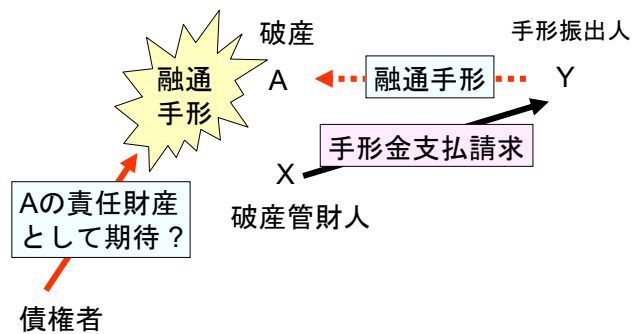 破産
手形振出人
融通
手形
A
融通手形
Y
手形金支払請求
X
破産管財人
Aの責任財産
として期待?
債権者